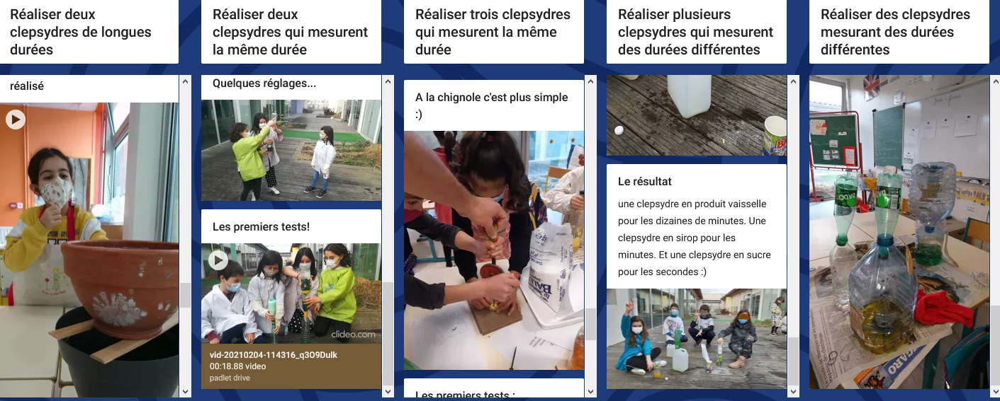 Réaliser deux
clepsydres de longues
durées
réalisé
Réaliser deux
clepsydres qui mesurent
la même durée
Quelques réglages...
Les premiers tests!
clideo.com
vid-20210204-114316_q3O9Dulk
00:18.88 video
padlet drive
Réaliser trois clepsydres
qui mesurent la même
durée
A la chignole c'est plus simple
:)
Les premiers tests :
Réaliser plusieurs
clepsydres qui mesurent
des durées différentes
Le résultat
une clepsydre en produit vaisselle
pour les dizaines de minutes. Une
clepsydre en sirop pour les
minutes. Et une clepsydre en sucre
pour les secondes :)
Réaliser des clepsydres
mesurant des durées
différentes
BADOIT